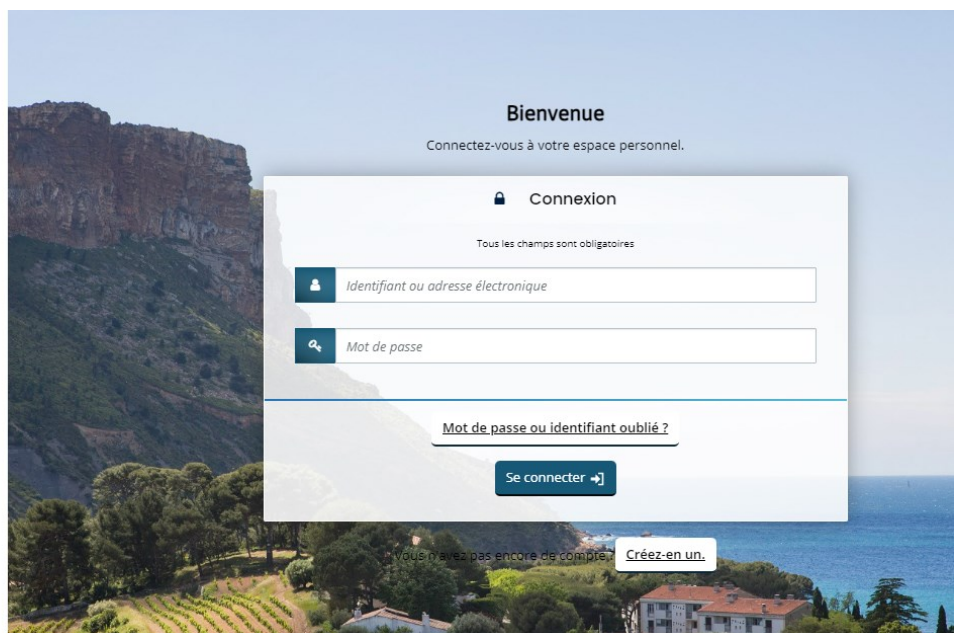 Bienvenue
Connectez-vous à votre espace personnel.
Connexion
Tous les champs sont obligatoires
Identifiant ou adresse électronique
Mot de passe
Mot de passe ou identifiant oublié ?
Se connecter
Vous n'avez pas encore de compte ? Créez-en un.